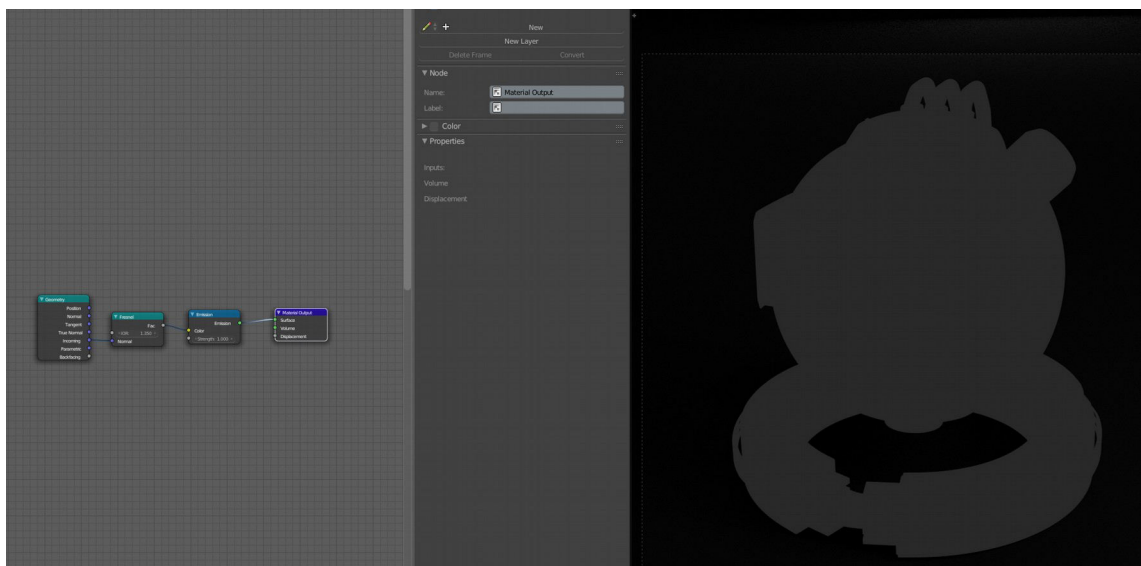 New
New Layer
Delete Frame Convert
Node
Name: Material Output
Label:
Color
Properties
Inputs:
Volume
Displacement
Geometry
Position
Normal
Tangent
True Normal
Incoming
Parametric
Backfacing
Fresnel
Fac
Normal
Emission
Emission
Color
Strength: 1.000
Material Output
Surface
Volume
Displacement